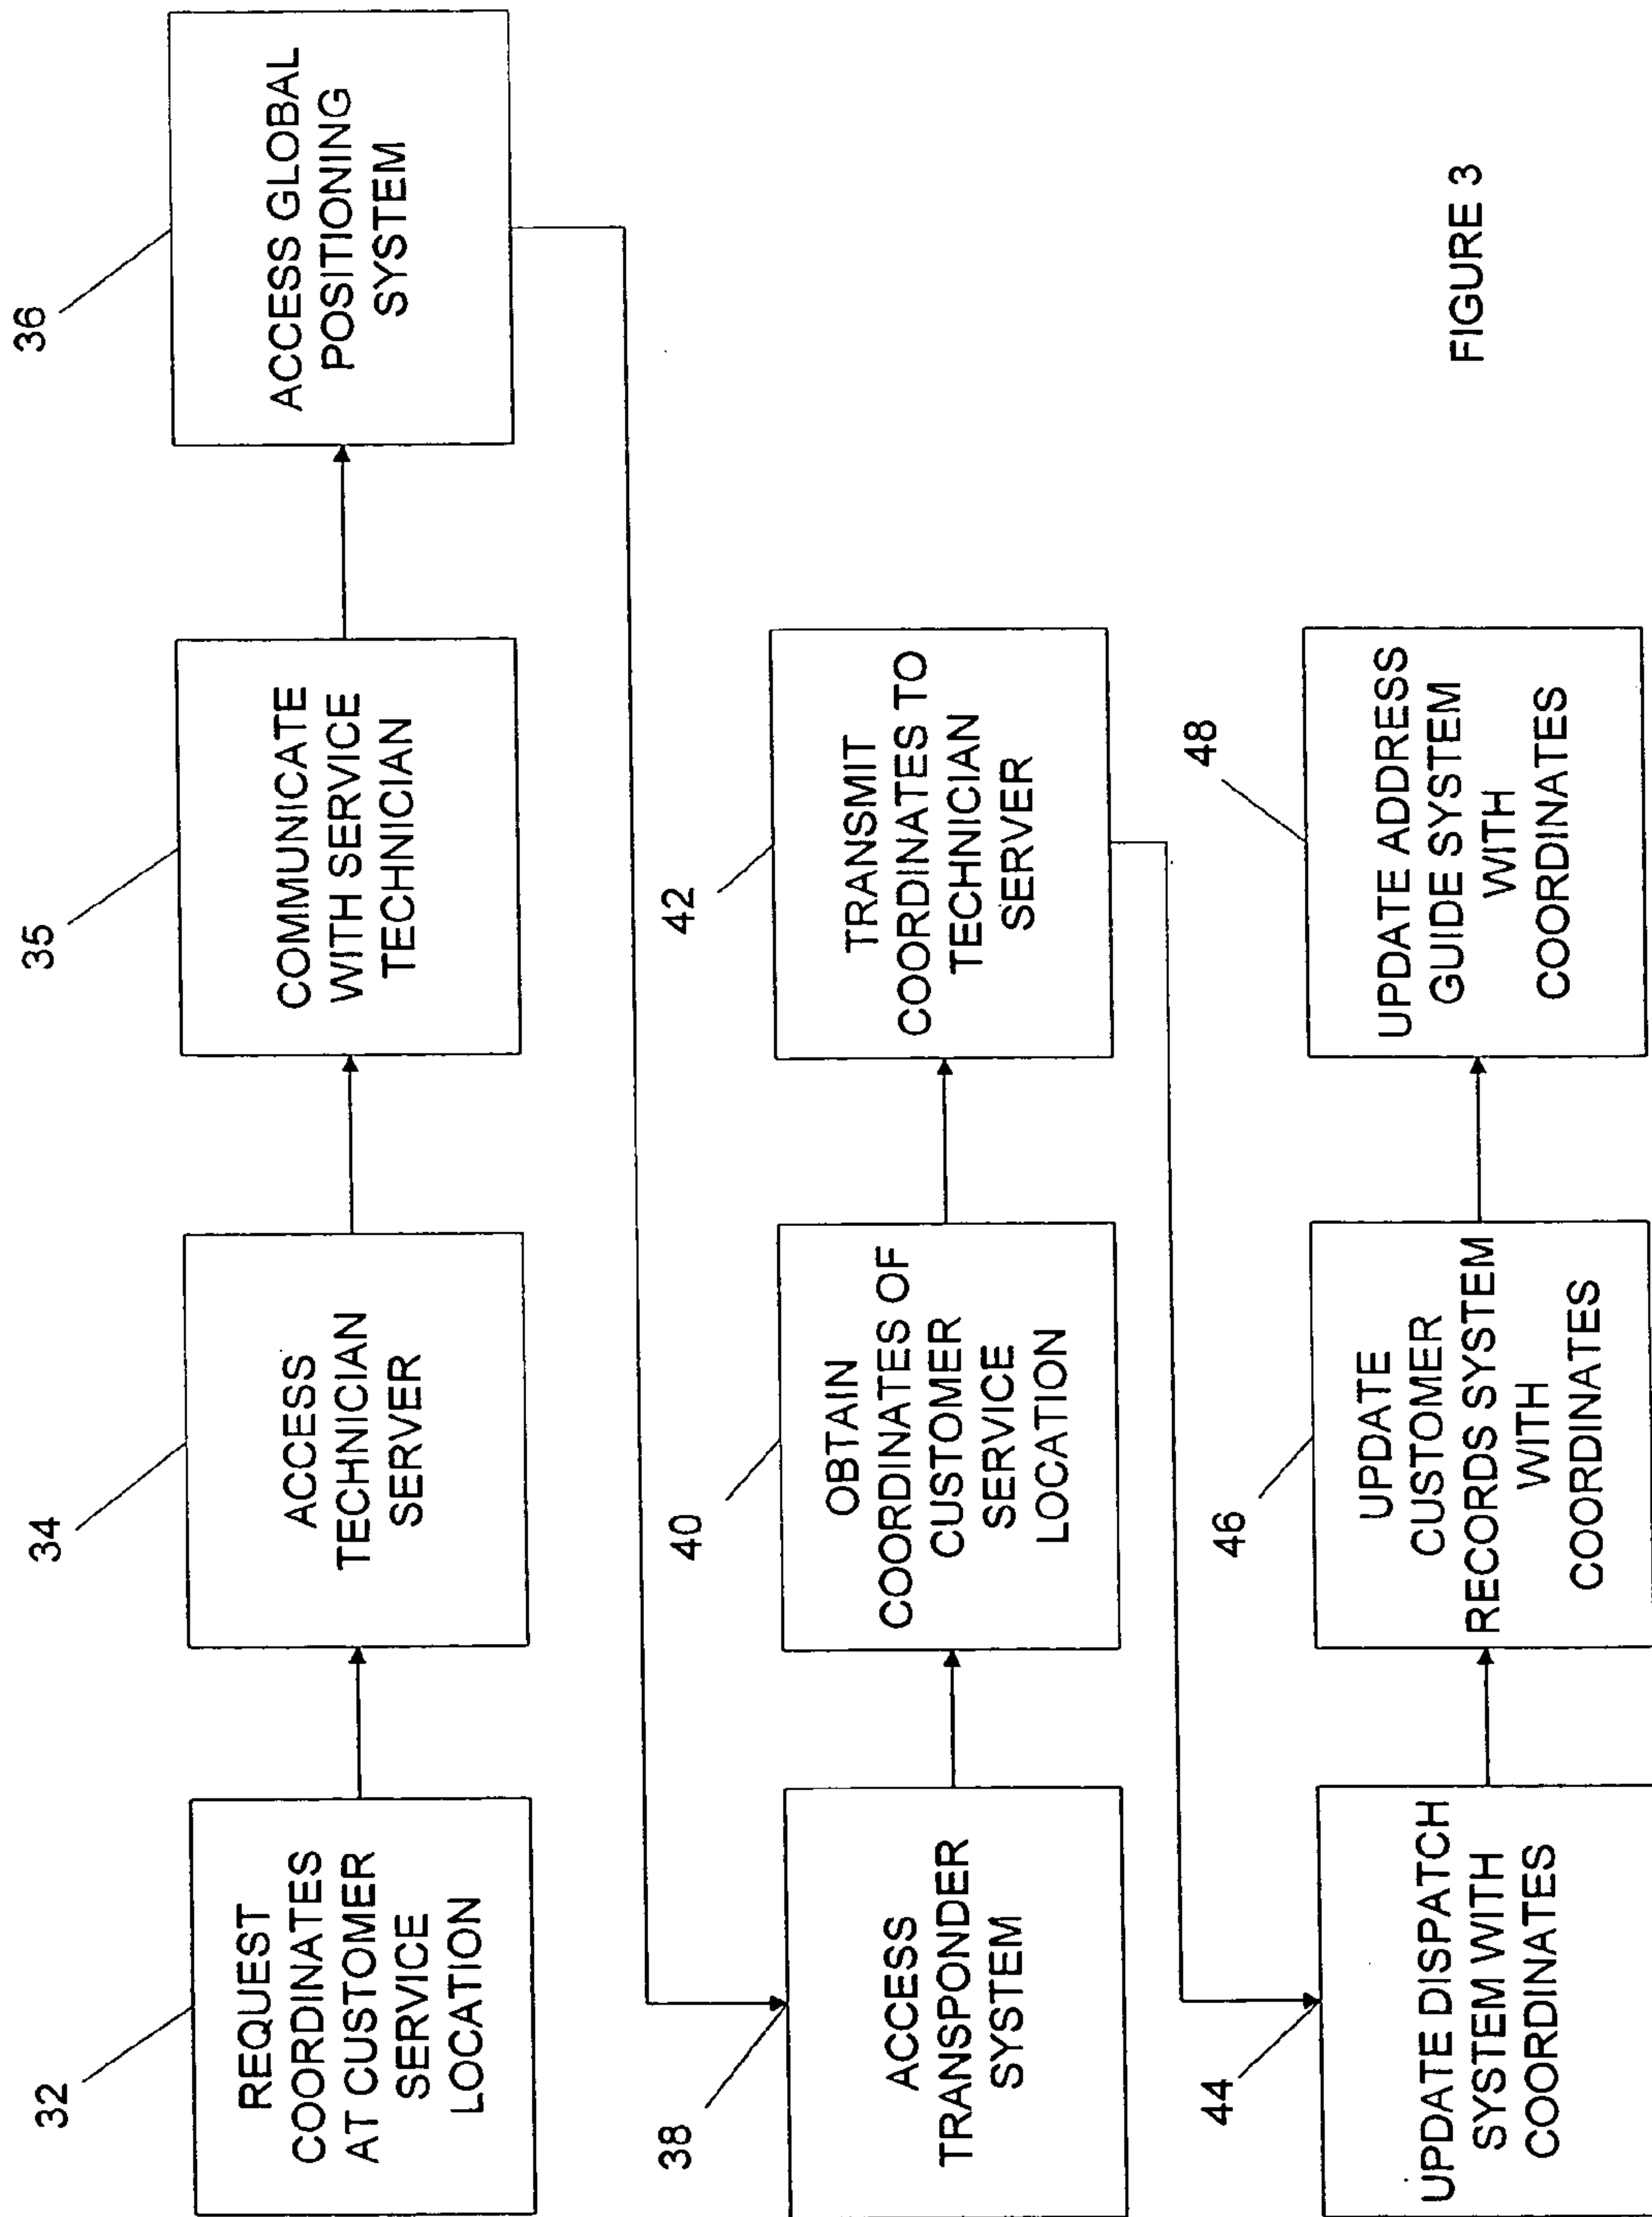 32
REQUEST
COORDINATES
AT CUSTOMER
SERVICE
LOCATION
34
ACCESS
TECHNICIAN
SERVER
35
COMMUNICATE
WITH SERVICE
TECHNICIAN
36
ACCESS GLOBAL
POSITIONING
SYSTEM
38
ACCESS
TRANSPONDER
SYSTEM
40
OBTAIN
COORDINATES OF
CUSTOMER
SERVICE
LOCATION
42
TRANSMIT
COORDINATES TO
TECHNICIAN
SERVER
44
UPDATE DISPATCH
SYSTEM WITH
COORDINATES
46
UPDATE
CUSTOMER
RECORDS SYSTEM
WITH
COORDINATES
48
UPDATE ADDRESS
GUIDE SYSTEM
WITH
COORDINATES
FIGURE 3